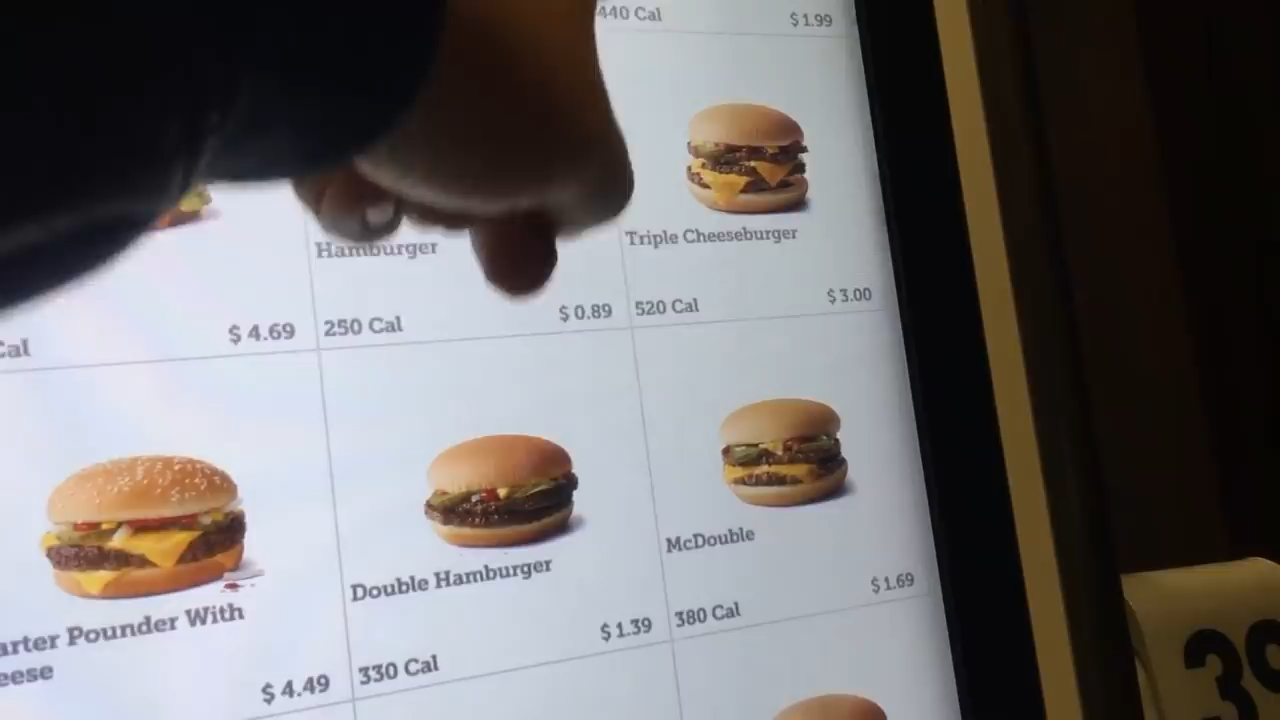 440 Cal
$1.99
Hamburger
Triple Cheeseburger
Cal
$4.69
250 Cal
$0.89
520 Cal
$3.00
arter Pounder With
eese
$4.49
Double Hamburger
330 Cal
$1.39
McDouble
380 Cal
$1.69
39